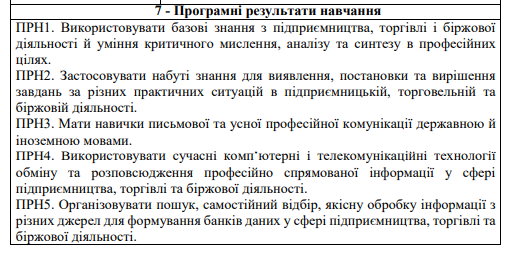 7 - Програмні результати навчання
ПРН1. Використовувати базові знання з підприємництва, торгівлі і біржової
діяльності й уміння критичного мислення, аналізу та синтезу в професійних
цілях.
ПРН2. Застосовувати набуті знання для виявлення, постановки та вирішення
завдань за різних практичних ситуацій в підприємницькій, торговельній та
біржовій діяльності.
ПРН3. Мати навички письмової та усної професійної комунікації державною й
іноземною мовами.
ПРН4. Використовувати сучасні комп’ютерні і телекомунікаційні технології
обміну та розповсюдження професійно спрямованої інформації у сфері
підприємництва, торгівлі та біржової діяльності.
ПРН5. Організовувати пошук, самостійний відбір, якісну обробку інформації з
різних джерел для формування банків даних у сфері підприємництва, торгівлі та
біржової діяльності.